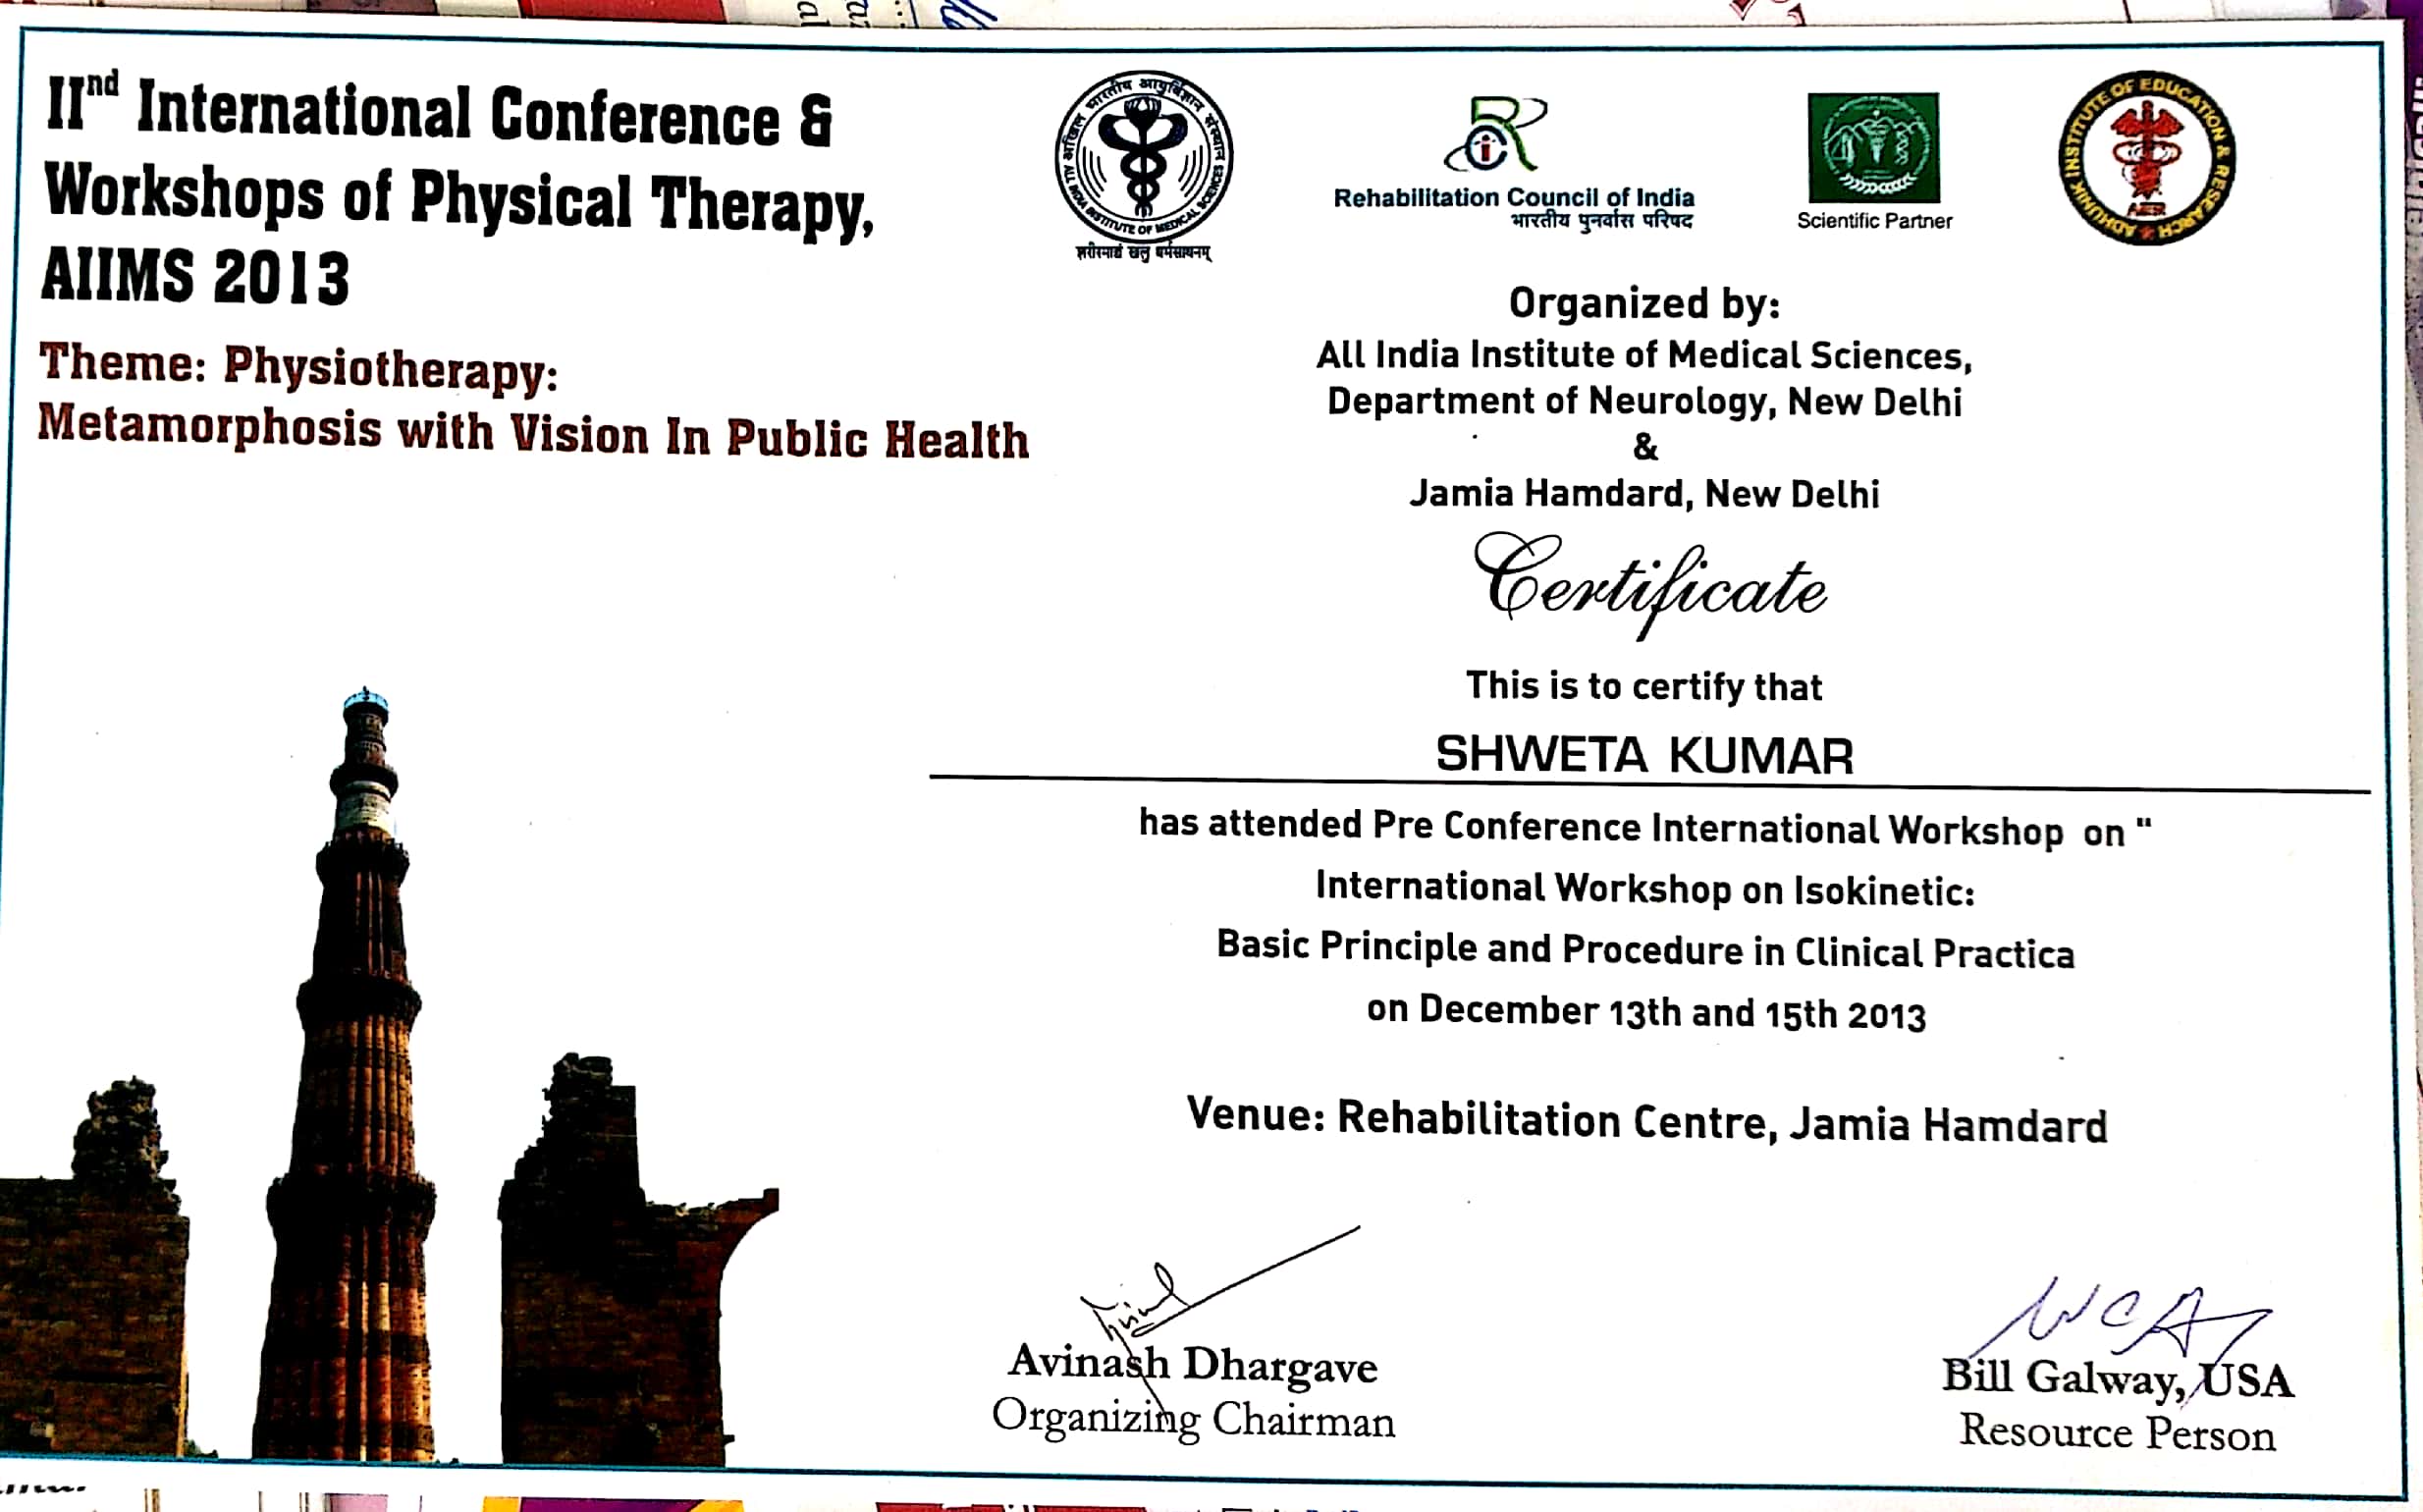 IInd International Conference &
Workshops of Physical Therapy,
AIIMS 2013
Theme: Physiotherapy:
Metamorphosis with Vision In Public Health
अखिल भारतीय आयुर्विज्ञान संस्थान
ALL INDIA INSTITUTE OF MEDICAL SCIENCES
शरीरमाद्यं खलु धर्मसाधनम्
RCI
Rehabilitation Council of India
भारतीय पुनर्वास परिषद
Scientific Partner
ADHUNIK INSTITUTE OF EDUCATION & RESEARCH
AIER
Organized by:
All India Institute of Medical Sciences,
Department of Neurology, New Delhi
&
Jamia Hamdard, New Delhi
Certificate
This is to certify that
SHWETA KUMAR
has attended Pre Conference International Workshop on "
International Workshop on Isokinetic:
Basic Principle and Procedure in Clinical Practica
on December 13th and 15th 2013
Venue: Rehabilitation Centre, Jamia Hamdard
Avinash Dhargave
Organizing Chairman
Bill Galway, USA
Resource Person